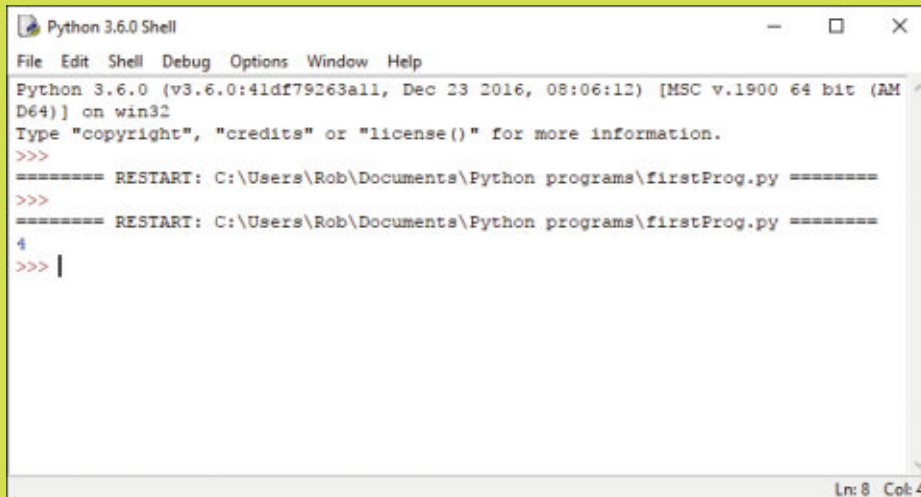 Python 3.6.0 Shell
File Edit Shell Debug Options Window Help
Python 3.6.0 (v3.6.0:41df79263a11, Dec 23 2016, 08:06:12) [MSC v.1900 64 bit (AM
D64)] on win32
Type "copyright", "credits" or "license()" for more information.
>>>
======== RESTART: C:\Users\Rob\Documents\Python programs\firstProg.py ========
>>>
======== RESTART: C:\Users\Rob\Documents\Python programs\firstProg.py ========
4
>>>
Ln: 8 Col: 4